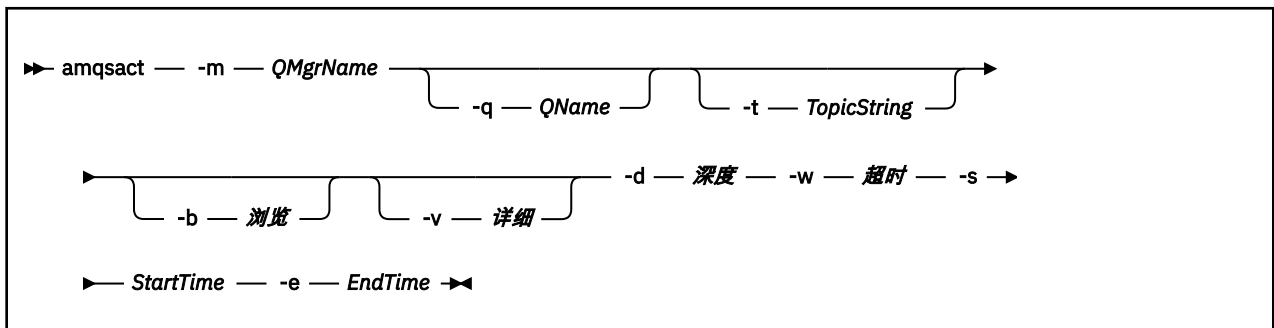 amqsact — -m — QMgrName
-q — QName -t — TopicString
-d — 深度 — -w — 超时 — -s
-b — 浏览 -v — 详细
StartTime — -e — EndTime